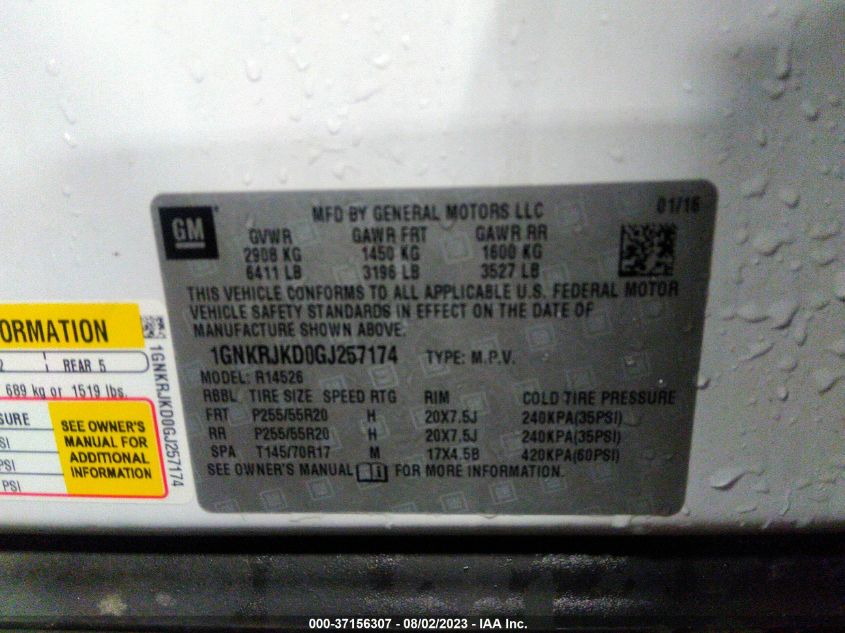 GM
MFD BY GENERAL MOTORS LLC 01/16
GVWR GAWR FRT GAWR RR
2908 KG 1450 KG 1600 KG
6411 LB 3196 LB 3527 LB
THIS VEHICLE CONFORMS TO ALL APPLICABLE U.S. FEDERAL MOTOR
VEHICLE SAFETY STANDARDS IN EFFECT ON THE DATE OF
MANUFACTURE SHOWN ABOVE.
1GNKRJKD0GJ257174 TYPE: M.P.V.
MODEL: R14526
RBBL TIRE SIZE SPEED RTG RIM COLD TIRE PRESSURE
FRT P255/55R20 H 20X7.5J 240KPA(35PSI)
RR P255/55R20 H 20X7.5J 240KPA(35PSI)
SPA T145/70R17 M 17X4.5B 420KPA(60PSI)
SEE OWNER'S MANUAL FOR MORE INFORMATION.
ORMATION
2 REAR 5
689 kg or 1519 lbs.
SURE
SI
PSI
PSI
SEE OWNER'S
MANUAL FOR
ADDITIONAL
INFORMATION
1GNKRJKD0GJ257174
000-37156307 - 08/02/2023 - IAA Inc.